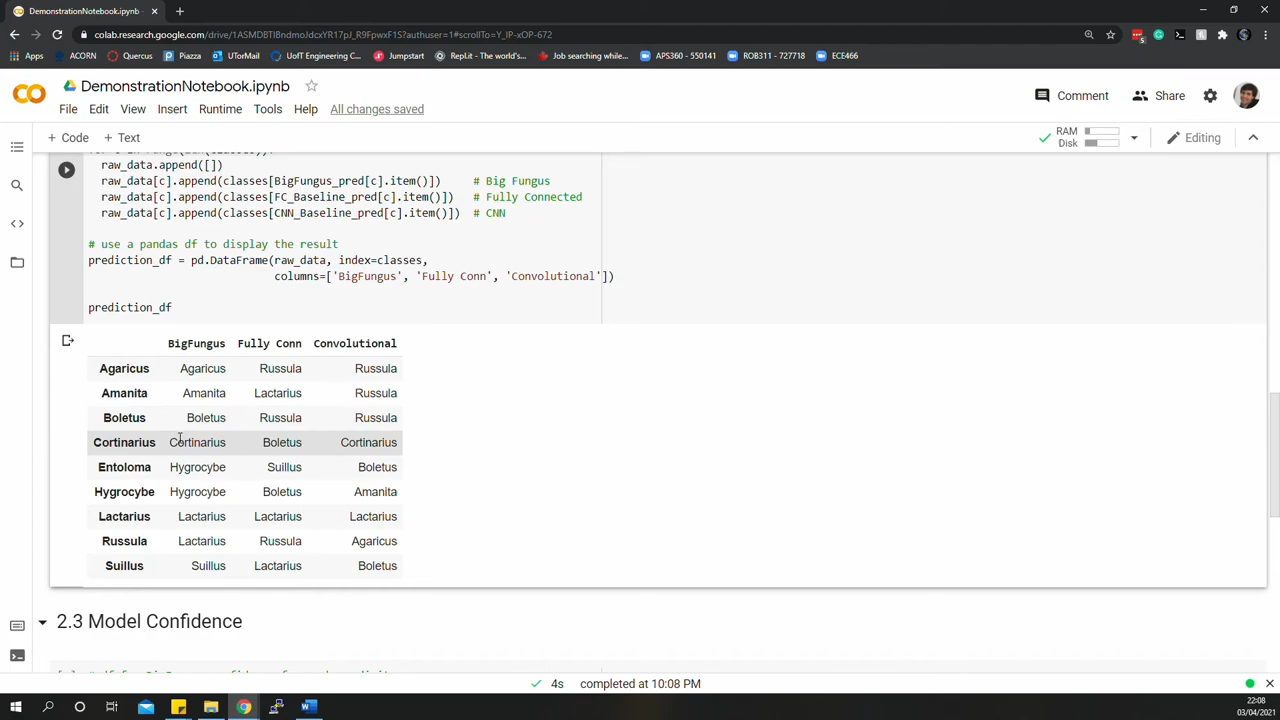 DemonstrationNotebook.ipynb
colab.research.google.com/drive/1ASMDBTIBndmoJdcxYR17pJ_R9FpwxF1S?authuser=1#scrollTo=Y_IP-xOP-672
Apps ACORN Quercus Piazza UTorMail UofT Engineering C... Jumpstart RepL.it - The world's... Job searching while... APS360 - 550141 ROB311 - 727718 ECE466
DemonstrationNotebook.ipynb
File Edit View Insert Runtime Tools Help All changes saved
Comment Share
+ Code + Text
RAM
Disk
Editing
raw_data.append([])
raw_data[c].append(classes[BigFungus_pred[c].item()]) # Big Fungus
raw_data[c].append(classes[FC_Baseline_pred[c].item()]) # Fully Connected
raw_data[c].append(classes[CNN_Baseline_pred[c].item()]) # CNN
# use a pandas df to display the result
prediction_df = pd.DataFrame(raw_data, index=classes,
columns=['BigFungus', 'Fully Conn', 'Convolutional'])
prediction_df
BigFungus Fully Conn Convolutional
Agaricus Agaricus Russula Russula
Amanita Amanita Lactarius Russula
Boletus Boletus Russula Russula
Cortinarius Cortinarius Boletus Cortinarius
Entoloma Hygrocybe Suillus Boletus
Hygrocybe Hygrocybe Boletus Amanita
Lactarius Lactarius Lactarius Lactarius
Russula Lactarius Russula Agaricus
Suillus Suillus Lactarius Boletus
2.3 Model Confidence
4s completed at 10:08 PM
22:08
03/04/2021